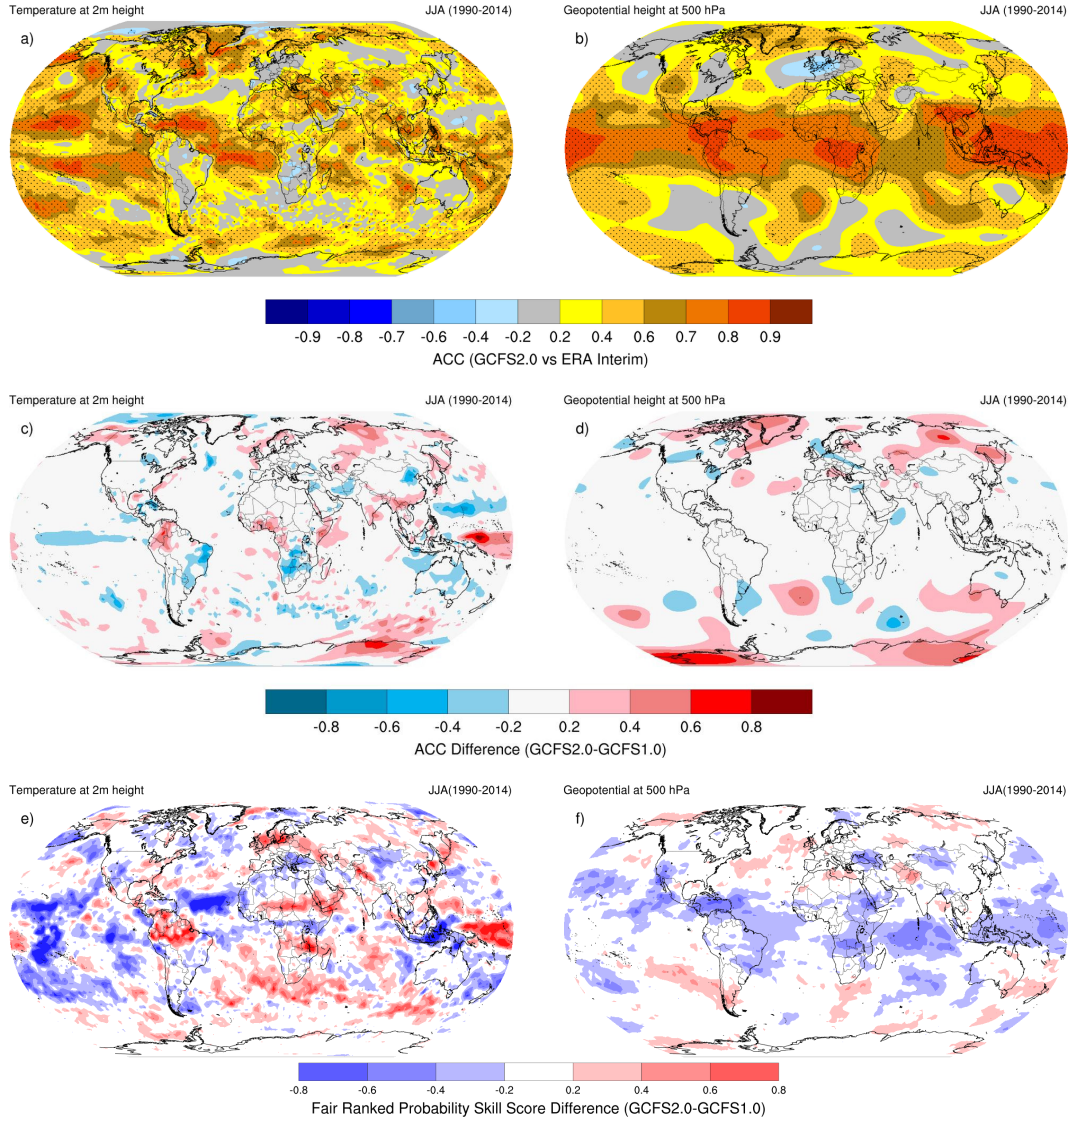 Temperature at 2m height JJA (1990-2014)
a)
Geopotential height at 500 hPa JJA (1990-2014)
b)
-0.9 -0.8 -0.7 -0.6 -0.4 -0.2 0.2 0.4 0.6 0.7 0.8 0.9
ACC (GCFS2.0 vs ERA Interim)
Temperature at 2m height JJA (1990-2014)
c)
Geopotential height at 500 hPa JJA (1990-2014)
d)
-0.8 -0.6 -0.4 -0.2 0.2 0.4 0.6 0.8
ACC Difference (GCFS2.0-GCFS1.0)
Temperature at 2m height JJA(1990-2014)
e)
Geopotential at 500 hPa JJA(1990-2014)
f)
-0.8 -0.6 -0.4 -0.2 0.2 0.4 0.6 0.8
Fair Ranked Probability Skill Score Difference (GCFS2.0-GCFS1.0)